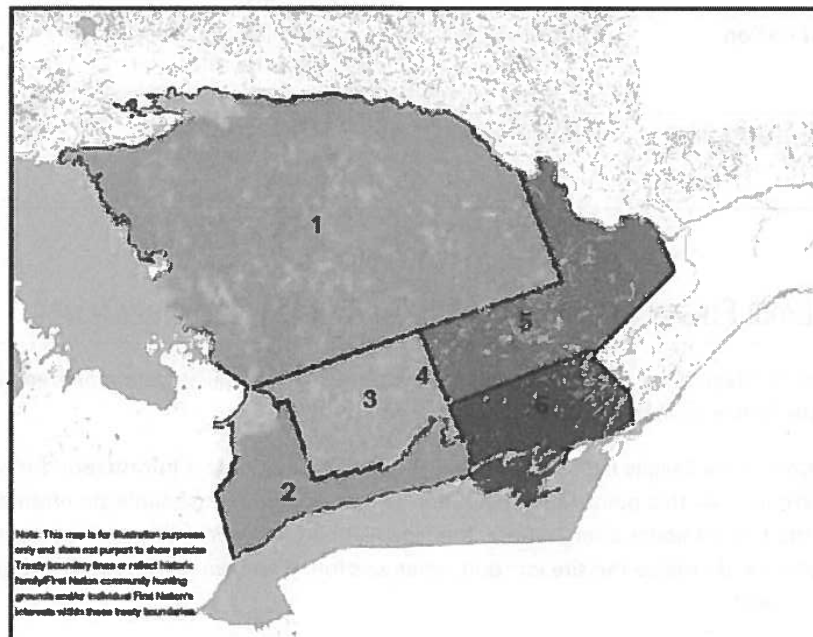 1
5
4
3
6
2
Note: This map is for illustration purposes
only and does not purport to show precise
Treaty boundary lines or reflect historic
family/First Nation community hunting
grounds and/or individual First Nation's
interests within these treaty boundaries.